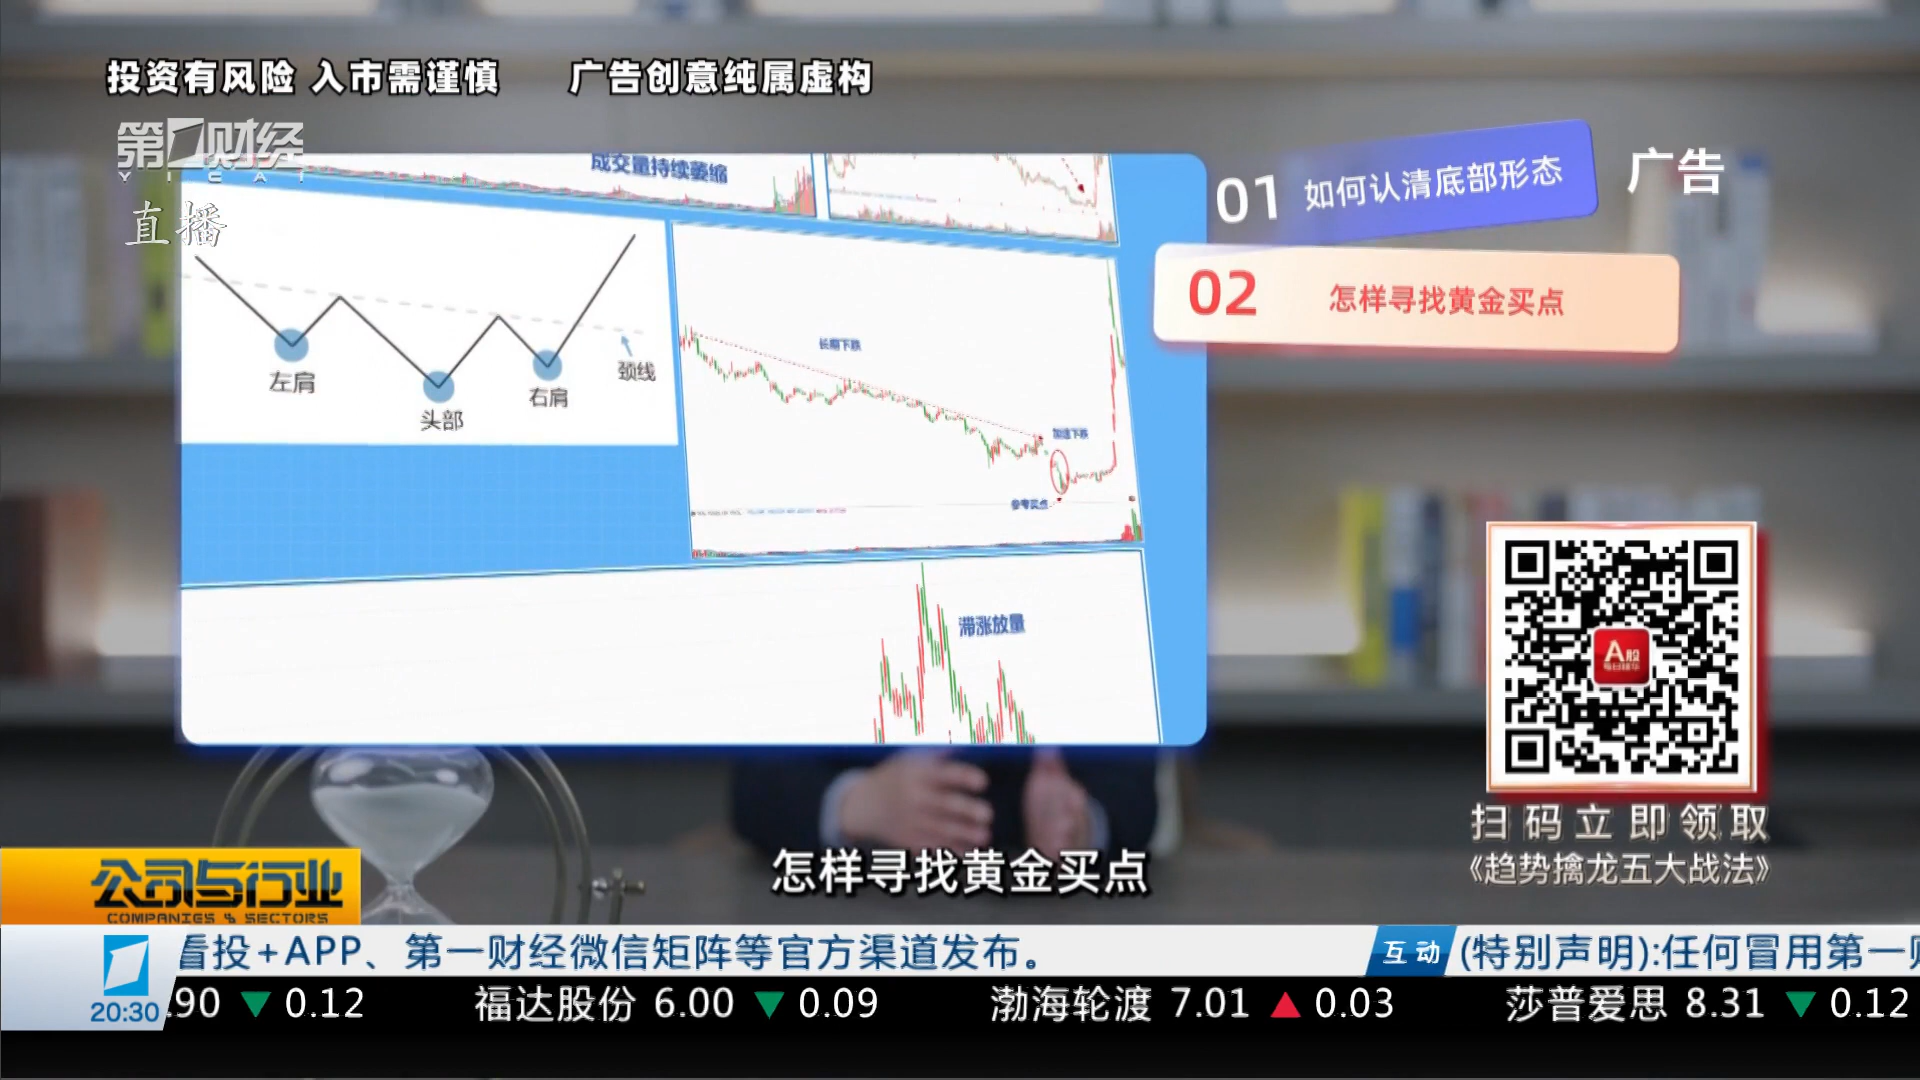 投资有风险 入市需谨慎 广告创意纯属虚构
第1财经
YICAI
直播
广告
成交量持续萎缩
01 如何认清底部形态
02 怎样寻找黄金买点
左肩
头部
右肩
颈线
长期下跌
加速下跌
参考买点
滞涨放量
A股
扫码立即领取
《趋势擒龙五大战法》
怎样寻找黄金买点
公司与行业
COMPANIES & SECTORS
看投+APP、第一财经微信矩阵等官方渠道发布。 互动 (特别声明):任何冒用第一财
20:30
.90 ▼ 0.12 福达股份 6.00 ▼ 0.09 渤海轮渡 7.01 ▲ 0.03 莎普爱思 8.31 ▼ 0.12